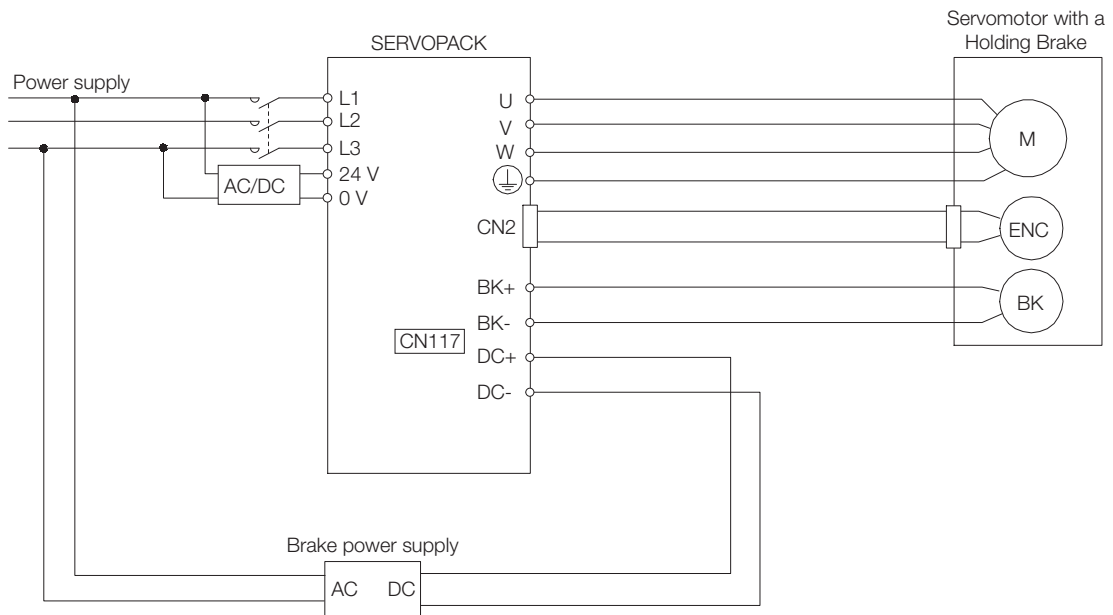 Servomotor with a
Holding Brake
SERVOPACK
Power supply
L1
L2
L3
24 V
0 V
AC/DC
U
V
W
CN2
BK+
BK-
CN117
DC+
DC-
M
ENC
BK
Brake power supply
AC DC